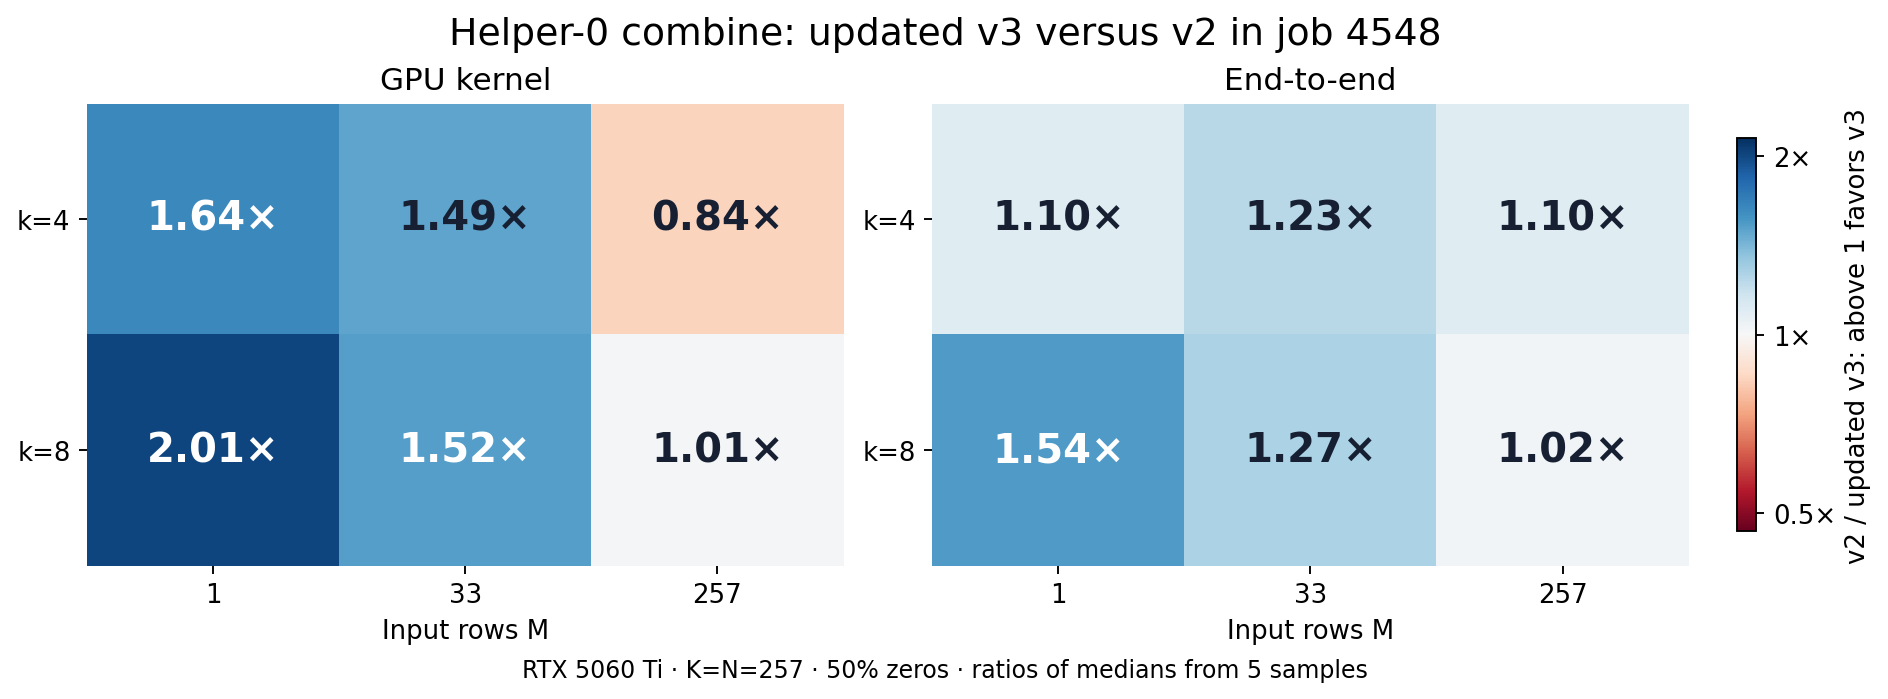 Helper-0 combine: updated v3 versus v2 in job 4548
GPU kernel
k=4
1.64×
1.49×
0.84×
k=8
2.01×
1.52×
1.01×
1
33
257
Input rows M
End-to-end
k=4
1.10×
1.23×
1.10×
k=8
1.54×
1.27×
1.02×
1
33
257
Input rows M
2×
1×
0.5×
v2 / updated v3: above 1 favors v3
RTX 5060 Ti · K=N=257 · 50% zeros · ratios of medians from 5 samples